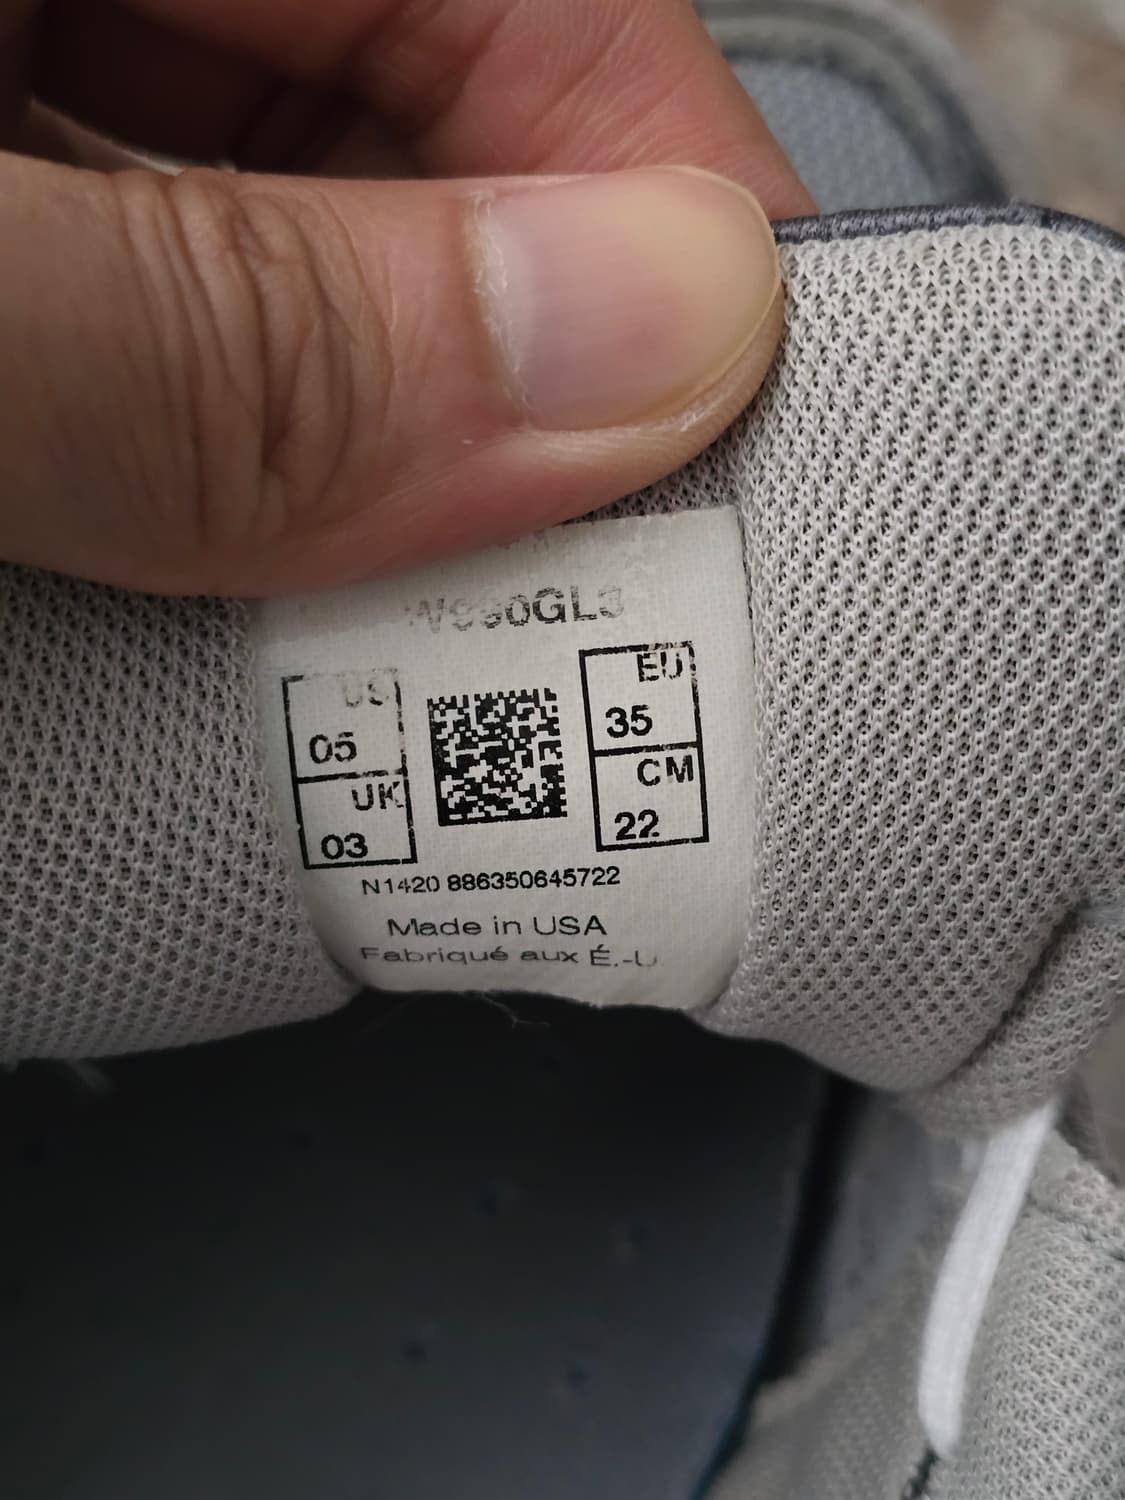 W990GL3
US
05
UK
03
EU
35
CM
22
N1420 886350645722
Made in USA
Fabriqué aux É.-U.